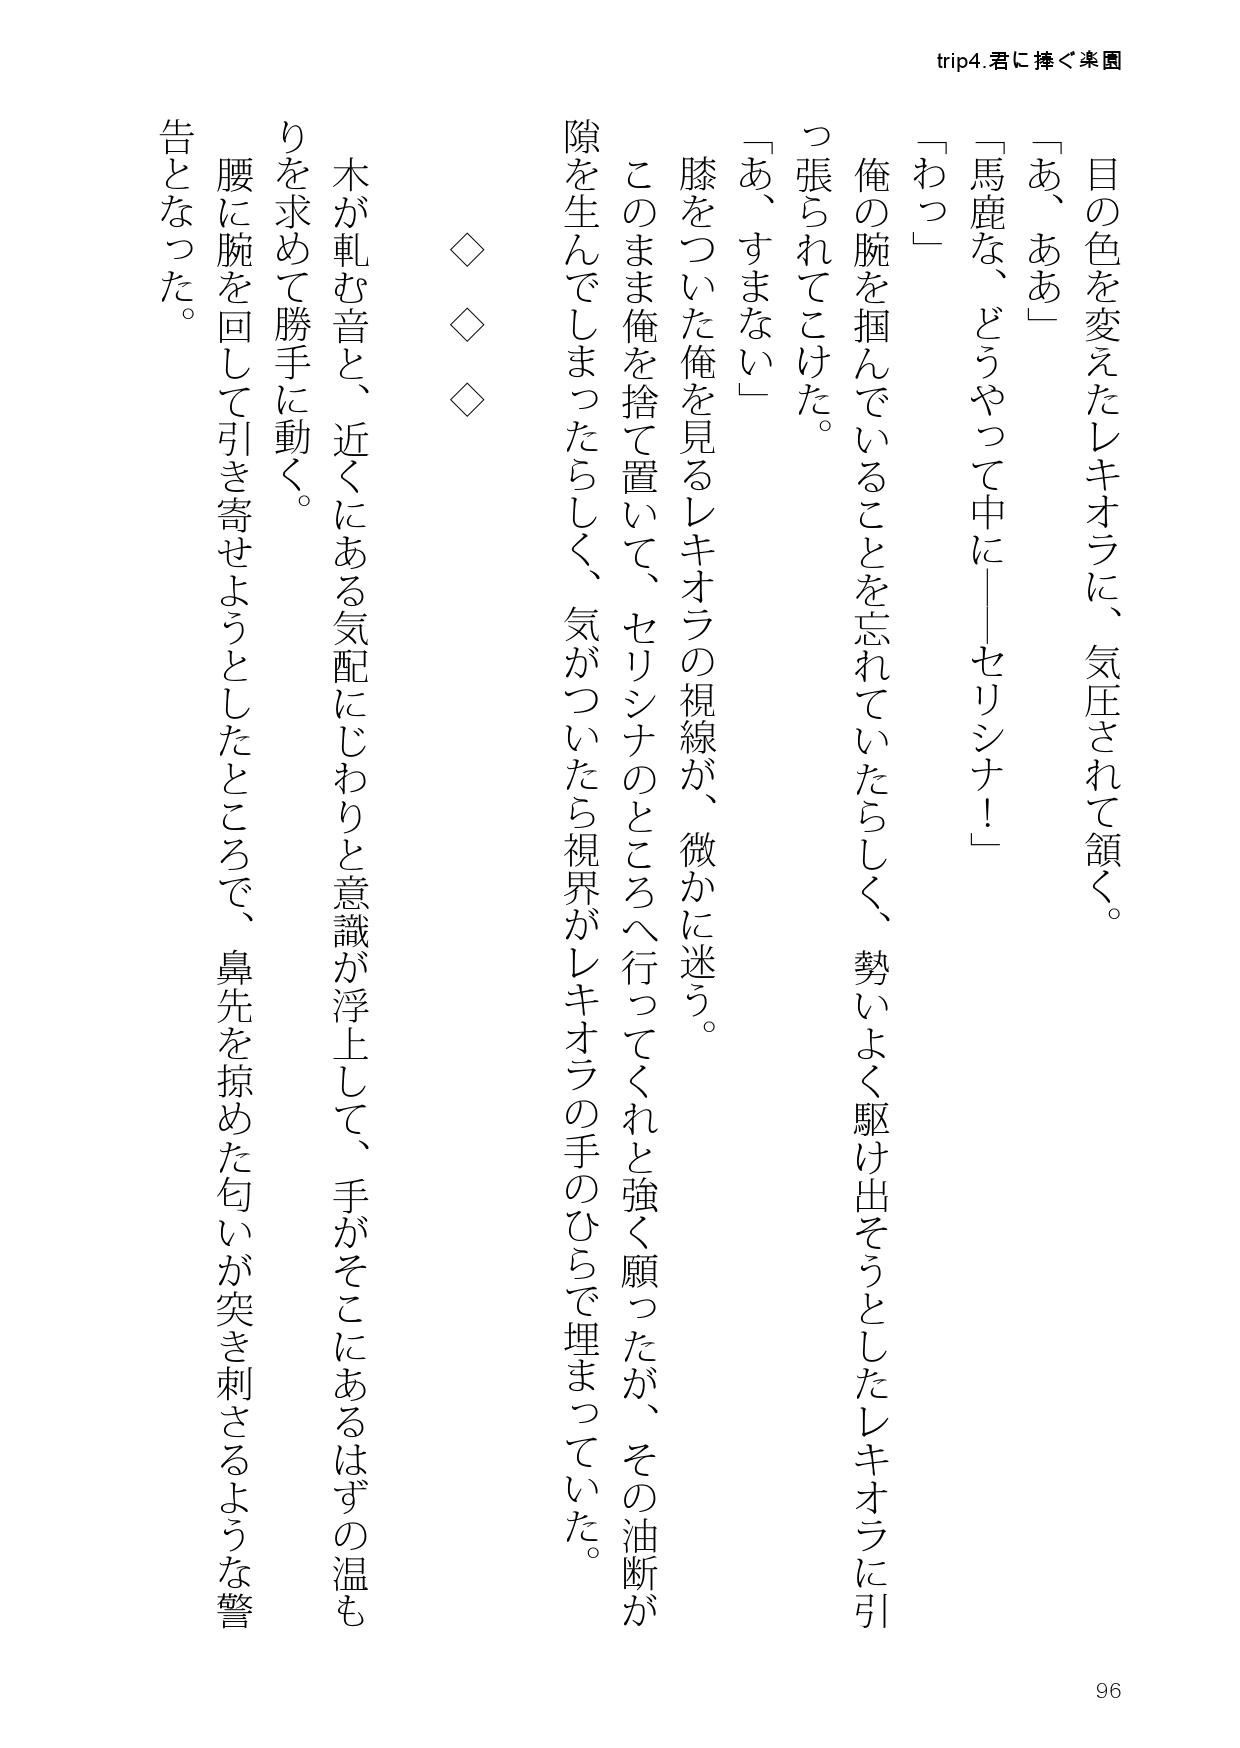 trip4.君に捧ぐ楽園
目の色を変えたレキオラに、気圧されて頷く。
「あ、ああ」
「馬鹿な、どうやって中に――セリシナ！」
「わっ」
俺の腕を掴んでいることを忘れていたらしく、勢いよく駆け出そうとしたレキオラに引
っ張られてこけた。
「あ、すまない」
膝をついた俺を見るレキオラの視線が、微かに迷う。
このまま俺を捨て置いて、セリシナのところへ行ってくれと強く願ったが、その油断が
隙を生んでしまったらしく、気がついたら視界がレキオラの手のひらで埋まっていた。
◇　◇　◇
木が軋む音と、近くにある気配にじわりと意識が浮上して、手がそこにあるはずの温も
りを求めて勝手に動く。
腰に腕を回して引き寄せようとしたところで、鼻先を掠めた匂いが突き刺さるような警
告となった。
96